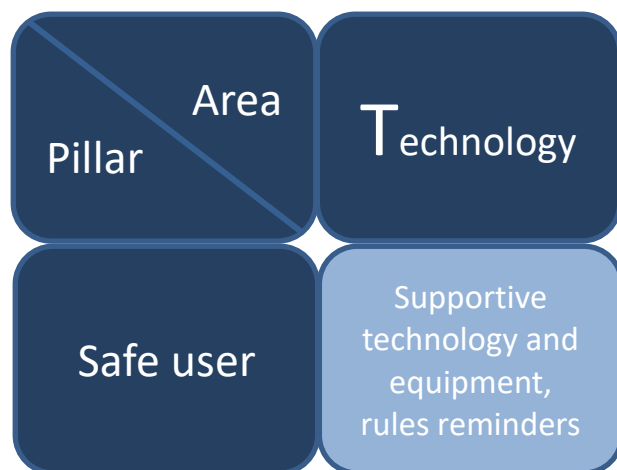 Area
Pillar
Technology
Safe user
Supportive
technology and
equipment,
rules reminders